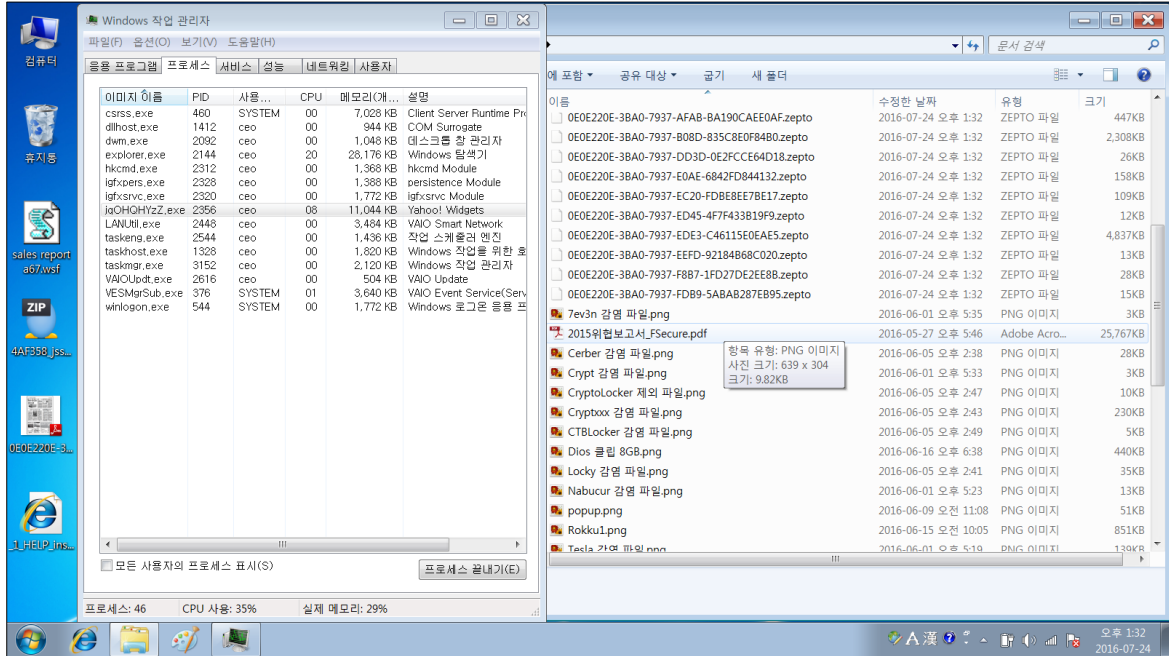 컴퓨터
휴지통
sales report
a67.wsf
ZIP
4AF358_jss...
0E0E220E-3...
_1_HELP_ins...
Windows 작업 관리자
파일(F) 옵션(O) 보기(V) 도움말(H)
응용 프로그램 프로세스 서비스 성능 네트워킹 사용자
이미지 이름 PID 사용... CPU 메모리(개... 설명
csrss.exe 460 SYSTEM 00 7,028 KB Client Server Runtime Pro
dllhost.exe 1412 ceo 00 944 KB COM Surrogate
dwm.exe 2092 ceo 00 1,048 KB 데스크톱 창 관리자
explorer.exe 2144 ceo 20 28,176 KB Windows 탐색기
hkcmd.exe 2312 ceo 00 1,368 KB hkcmd Module
igfxpers.exe 2328 ceo 00 1,388 KB persistence Module
igfxsrvc.exe 2320 ceo 00 1,772 KB igfxsrvc Module
jqOHQHYzZ.exe 2356 ceo 08 11,044 KB Yahoo! Widgets
LANUtil.exe 2448 ceo 00 3,484 KB VAIO Smart Network
taskeng.exe 2544 ceo 00 1,436 KB 작업 스케줄러 엔진
taskhost.exe 1328 ceo 00 1,820 KB Windows 작업을 위한 호
taskmgr.exe 3152 ceo 00 2,120 KB Windows 작업 관리자
VAIOUpdt.exe 2616 ceo 00 504 KB VAIO Update
VESMgrSub.exe 376 SYSTEM 01 3,640 KB VAIO Event Service(Serv
winlogon.exe 544 SYSTEM 00 1,772 KB Windows 로그온 응용 프
모든 사용자의 프로세스 표시(S)
프로세스 끝내기(E)
프로세스: 46 CPU 사용: 35% 실제 메모리: 29%
문서 검색
에 포함 공유 대상 굽기 새 폴더
이름 수정한 날짜 유형 크기
0E0E220E-3BA0-7937-AFAB-BA190CAEE0AF.zepto 2016-07-24 오후 1:32 ZEPTO 파일 447KB
0E0E220E-3BA0-7937-B08D-835C8E0F84B0.zepto 2016-07-24 오후 1:32 ZEPTO 파일 2,308KB
0E0E220E-3BA0-7937-DD3D-0E2FCCE64D18.zepto 2016-07-24 오후 1:32 ZEPTO 파일 26KB
0E0E220E-3BA0-7937-E0AE-6842FD844132.zepto 2016-07-24 오후 1:32 ZEPTO 파일 158KB
0E0E220E-3BA0-7937-EC20-FDBE8EE7BE17.zepto 2016-07-24 오후 1:32 ZEPTO 파일 109KB
0E0E220E-3BA0-7937-ED45-4F7F433B19F9.zepto 2016-07-24 오후 1:32 ZEPTO 파일 12KB
0E0E220E-3BA0-7937-EDE3-C46115E0EAE5.zepto 2016-07-24 오후 1:32 ZEPTO 파일 4,837KB
0E0E220E-3BA0-7937-EEFD-92184B68C020.zepto 2016-07-24 오후 1:32 ZEPTO 파일 13KB
0E0E220E-3BA0-7937-F8B7-1FD27DE2EE8B.zepto 2016-07-24 오후 1:32 ZEPTO 파일 28KB
0E0E220E-3BA0-7937-FDB9-5ABAB287EB95.zepto 2016-07-24 오후 1:32 ZEPTO 파일 15KB
7ev3n 감염 파일.png 2016-06-01 오후 5:35 PNG 이미지 3KB
2015위협보고서_FSecure.pdf 2016-05-27 오후 5:46 Adobe Acro... 25,767KB
Cerber 감염 파일.png 2016-06-05 오후 2:38 PNG 이미지 28KB
Crypt 감염 파일.png 2016-06-01 오후 5:33 PNG 이미지 3KB
CryptoLocker 제외 파일.png 2016-06-05 오후 2:47 PNG 이미지 10KB
Cryptxxx 감염 파일.png 2016-06-05 오후 2:43 PNG 이미지 230KB
CTBLocker 감염 파일.png 2016-06-05 오후 2:49 PNG 이미지 5KB
Dios 클립 8GB.png 2016-06-16 오후 6:38 PNG 이미지 440KB
Locky 감염 파일.png 2016-06-05 오후 2:41 PNG 이미지 35KB
Nabucur 감염 파일.png 2016-06-01 오후 5:23 PNG 이미지 13KB
popup.png 2016-06-09 오전 11:08 PNG 이미지 51KB
Rokku1.png 2016-06-15 오전 10:05 PNG 이미지 851KB
Tesla 감염 파일.png 2016-06-01 오후 5:19 PNG 이미지 139KB
항목 유형: PNG 이미지
사진 크기: 639 x 304
크기: 9.82KB
A 漢
오후 1:32
2016-07-24